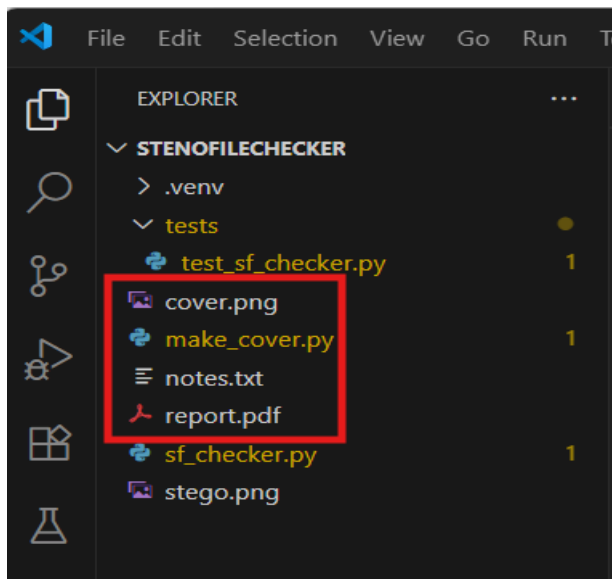 File Edit Selection View Go Run
EXPLORER ...
STENOFILECHECKER
.venv
tests
test_sf_checker.py 1
cover.png
make_cover.py 1
notes.txt
report.pdf
sf_checker.py 1
stego.png